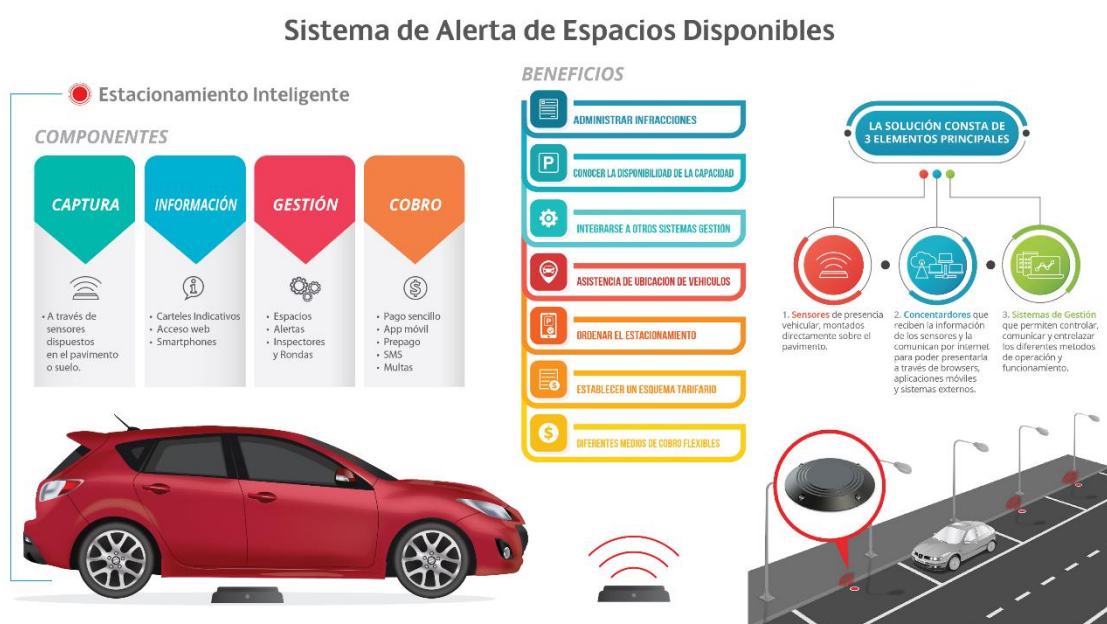 Sistema de Alerta de Espacios Disponibles
Estacionamiento Inteligente
COMPONENTES
CAPTURA
• A través de
sensores
dispuestos
en el pavimento
o suelo.
INFORMACIÓN
• Carteles Indicativos
• Acceso web
• Smartphones
GESTIÓN
• Espacios
• Alertas
• Inspectores
y Rondas
COBRO
• Pago sencillo
• App móvil
• Prepago
• SMS
• Multas
BENEFICIOS
ADMINISTRAR INFRACCIONES
P
CONOCER LA DISPONIBILIDAD DE LA CAPACIDAD
INTEGRARSE A OTROS SISTEMAS GESTIÓN
ASISTENCIA DE UBICACION DE VEHICULOS
ORDENAR EL ESTACIONAMIENTO
ESTABLECER UN ESQUEMA TARIFARIO
DIFERENTES MEDIOS DE COBRO FLEXIBLES
LA SOLUCIÓN CONSTA DE
3 ELEMENTOS PRINCIPALES
1. Sensores de presencia
vehicular, montados
directamente sobre el
pavimento.
2. Concentardores que
reciben la información
de los sensores y la
comunican por internet
para poder presentarla
a través de browsers,
aplicaciones móviles
y sistemas externos.
3. Sistemas de Gestión
que permiten controlar,
comunicar y entrelazar
los diferentes metodos
de operación y
funcionamiento.